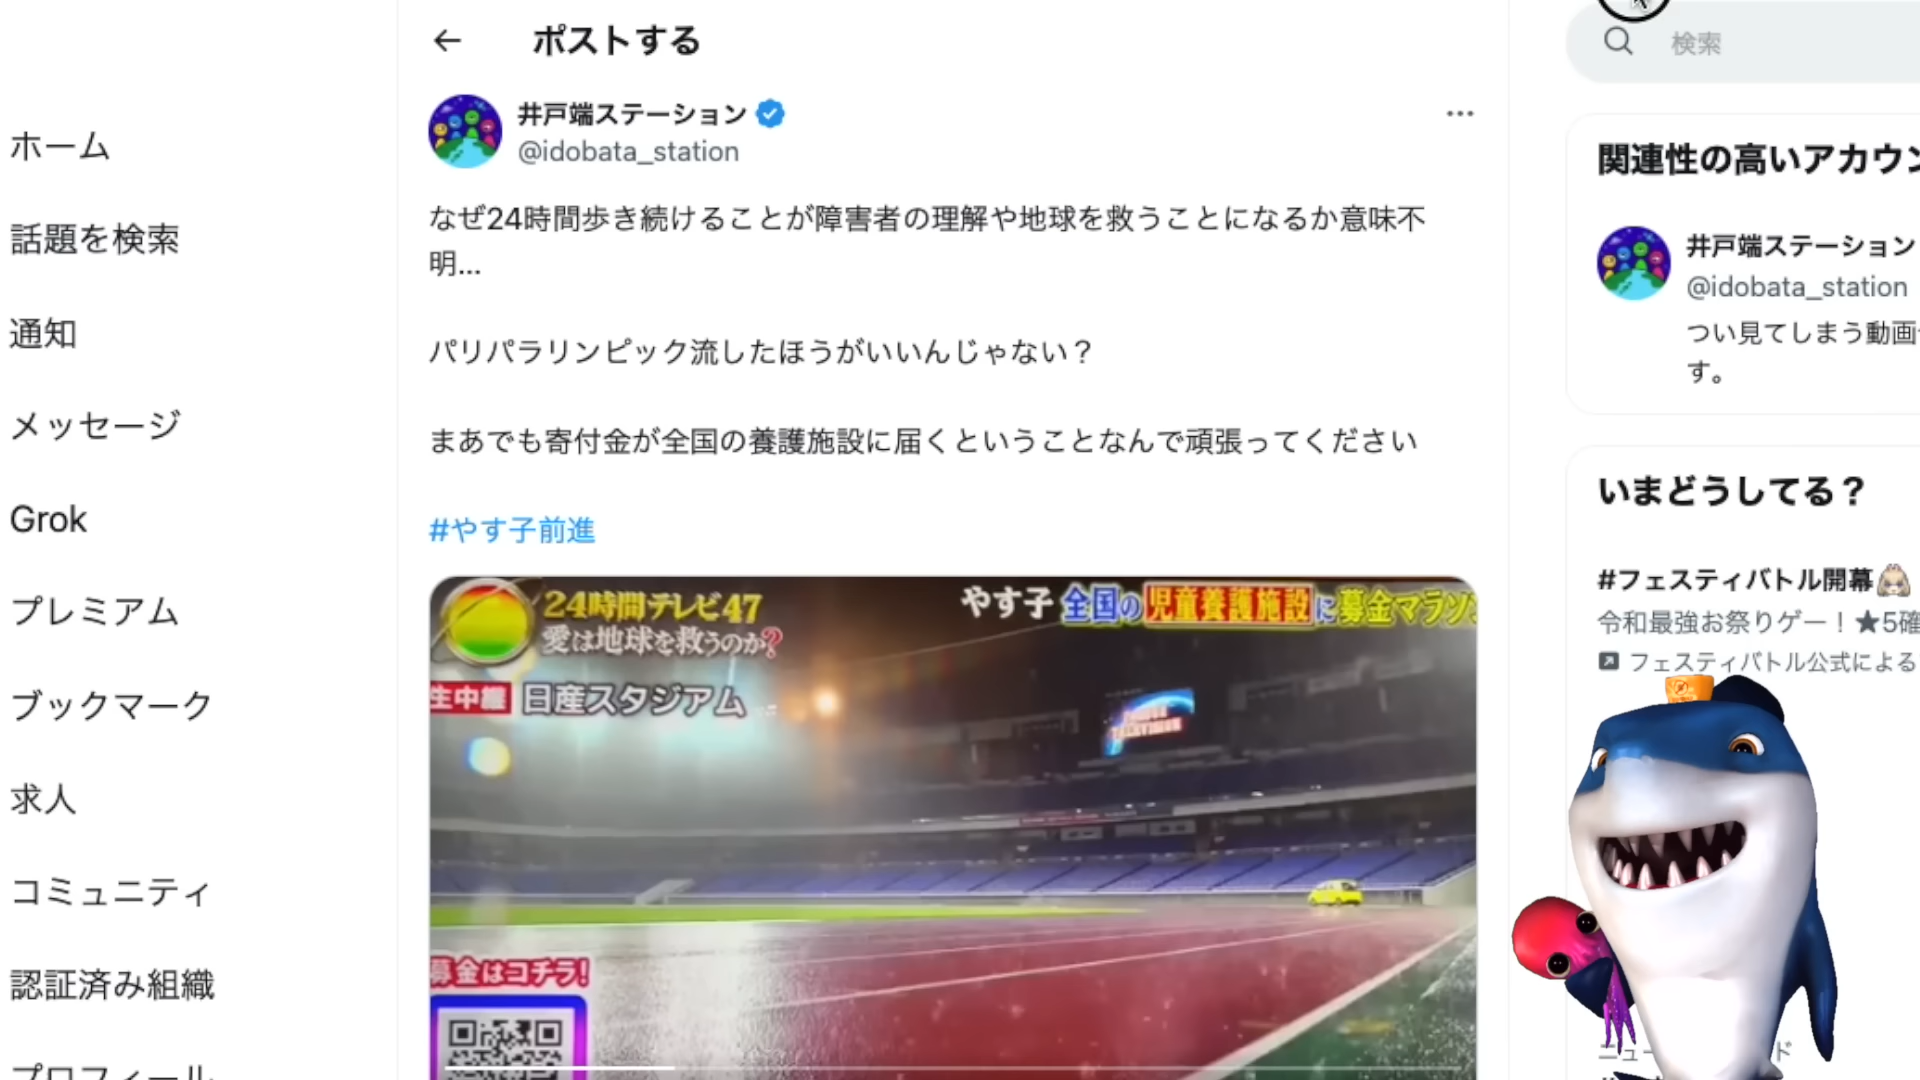 ポストする
検索
ホーム
話題を検索
通知
メッセージ
Grok
プレミアム
ブックマーク
求人
コミュニティ
認証済み組織
プロフィール
井戸端ステーション
@idobata_station
なぜ24時間歩き続けることが障害者の理解や地球を救うことになるか意味不
明...
パリパラリンピック流したほうがいいんじゃない？
まあでも寄付金が全国の養護施設に届くということなんで頑張ってください
#やす子前進
24時間テレビ47
愛は地球を救うのか?
生中継 日産スタジアム
やす子 全国の児童養護施設に募金マラソン
募金はコチラ!
関連性の高いアカウン
井戸端ステーション
@idobata_station
つい見てしまう動画
す。
いまどうしてる？
#フェスティバトル開幕
令和最強お祭りゲー！★5確
フェスティバトル公式による